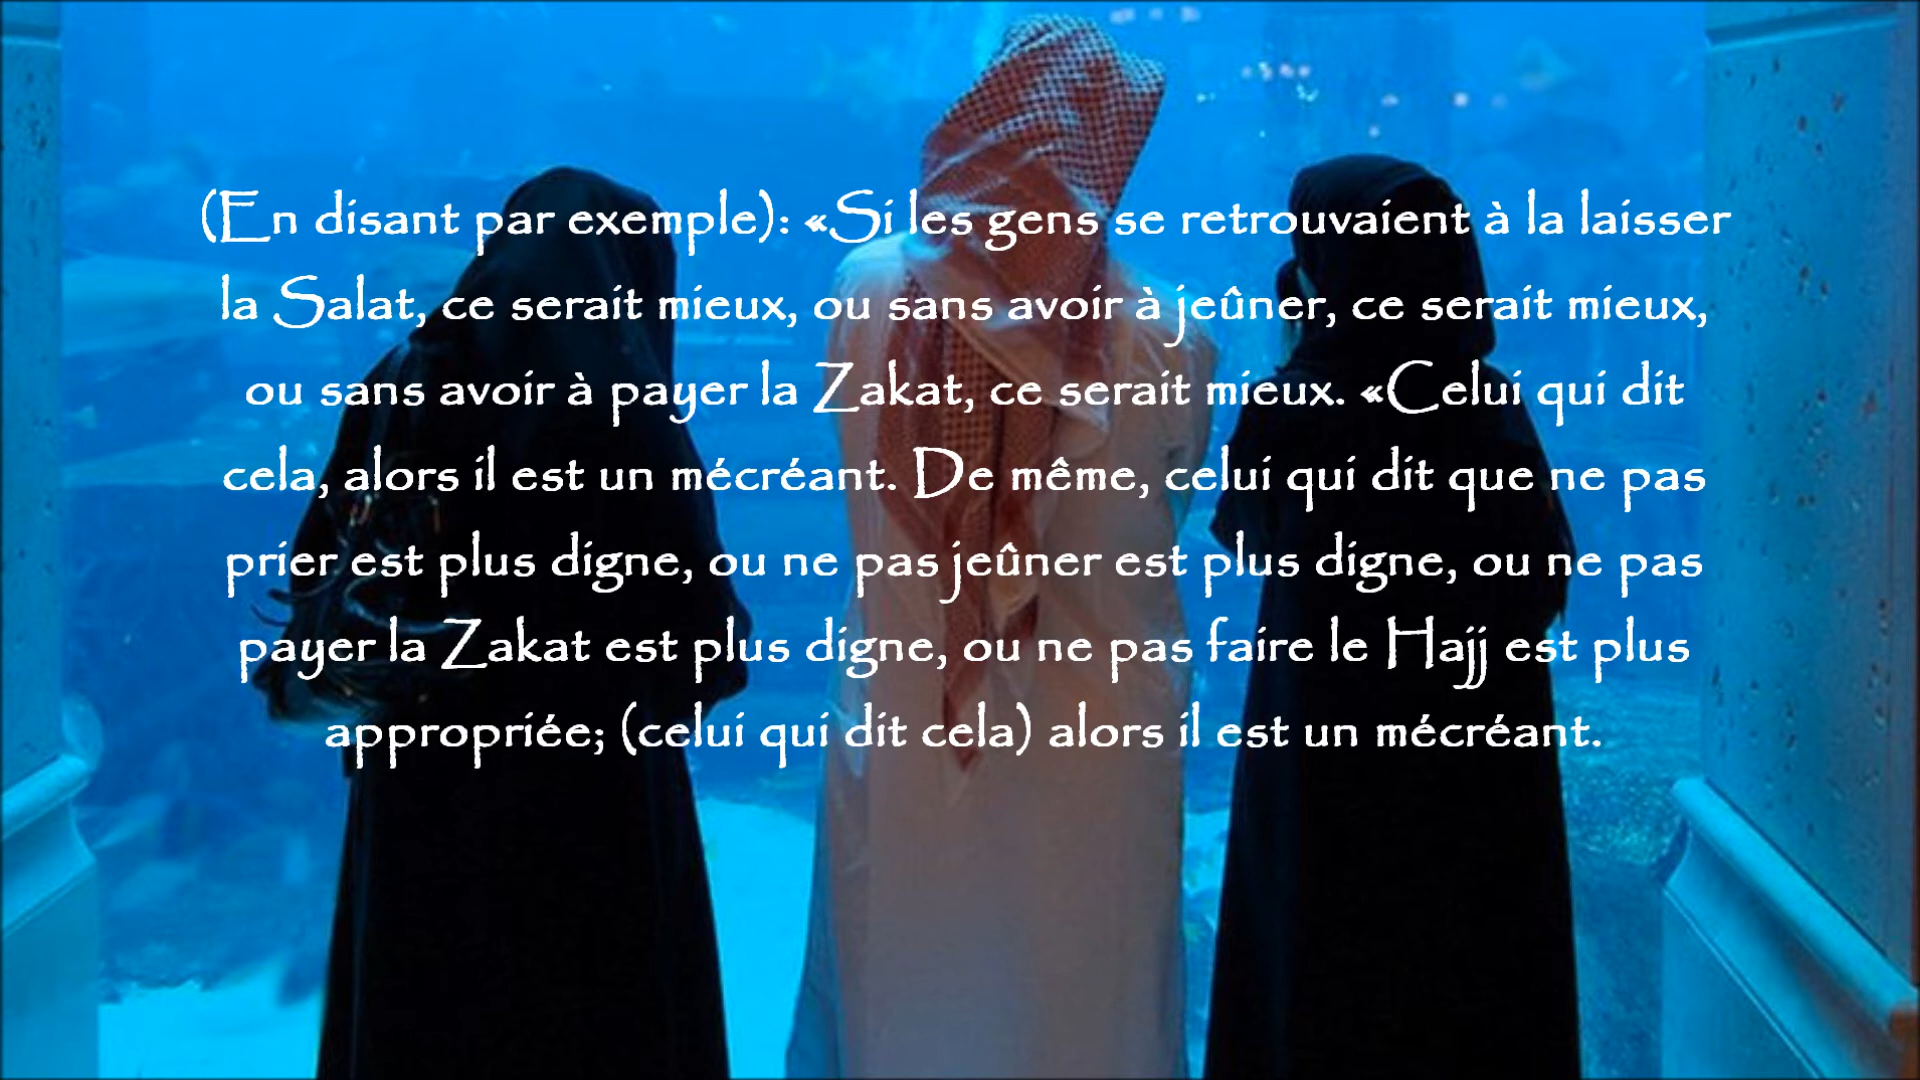 (En disant par exemple): «Si les gens se retrouvaient à la laisser
la Salat, ce serait mieux, ou sans avoir à jeûner, ce serait mieux,
ou sans avoir à payer la Zakat, ce serait mieux. «Celui qui dit
cela, alors il est un mécréant. De même, celui qui dit que ne pas
prier est plus digne, ou ne pas jeûner est plus digne, ou ne pas
payer la Zakat est plus digne, ou ne pas faire le Hajj est plus
appropriée; (celui qui dit cela) alors il est un mécréant.